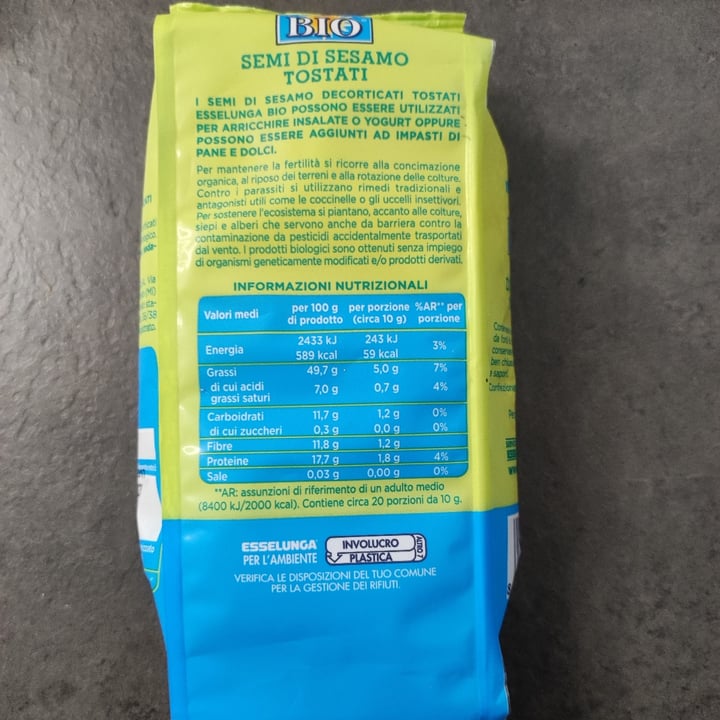 BIO
SEMI DI SESAMO
TOSTATI
I SEMI DI SESAMO DECORTICATI TOSTATI
ESSELUNGA BIO POSSONO ESSERE UTILIZZATI
PER ARRICCHIRE INSALATE O YOGURT OPPURE
POSSONO ESSERE AGGIUNTI AD IMPASTI DI
PANE E DOLCI.
Per mantenere la fertilità si ricorre alla concimazione
organica, al riposo dei terreni e alla rotazione delle colture.
Contro i parassiti si utilizzano rimedi tradizionali e
antagonisti utili come le coccinelle o gli uccelli insettivori.
Per sostenere l'ecosistema si piantano, accanto alle colture,
siepi e alberi che servono anche da barriera contro la
contaminazione da pesticidi accidentalmente trasportati
dal vento. I prodotti biologici sono ottenuti senza impiego
di organismi geneticamente modificati e/o prodotti derivati.
INFORMAZIONI NUTRIZIONALI
Valori medi per 100 g di prodotto per porzione (circa 10 g) %AR** per porzione
Energia 2433 kJ 243 kJ 3%
589 kcal 59 kcal
Grassi 49,7 g 5,0 g 7%
di cui acidi grassi saturi 7,0 g 0,7 g 4%
Carboidrati 11,7 g 1,2 g 0%
di cui zuccheri 0,3 g 0,0 g 0%
Fibre 11,8 g 1,2 g
Proteine 17,7 g 1,8 g 4%
Sale 0,03 g 0,00 g 0%
**AR: assunzioni di riferimento di un adulto medio
(8400 kJ/2000 kcal). Contiene circa 20 porzioni da 10 g.
ESSELUNGA
PER L'AMBIENTE
INVOLUCRO
PLASTICA
VERIFICA LE DISPOSIZIONI DEL TUO COMUNE
PER LA GESTIONE DEI RIFIUTI.